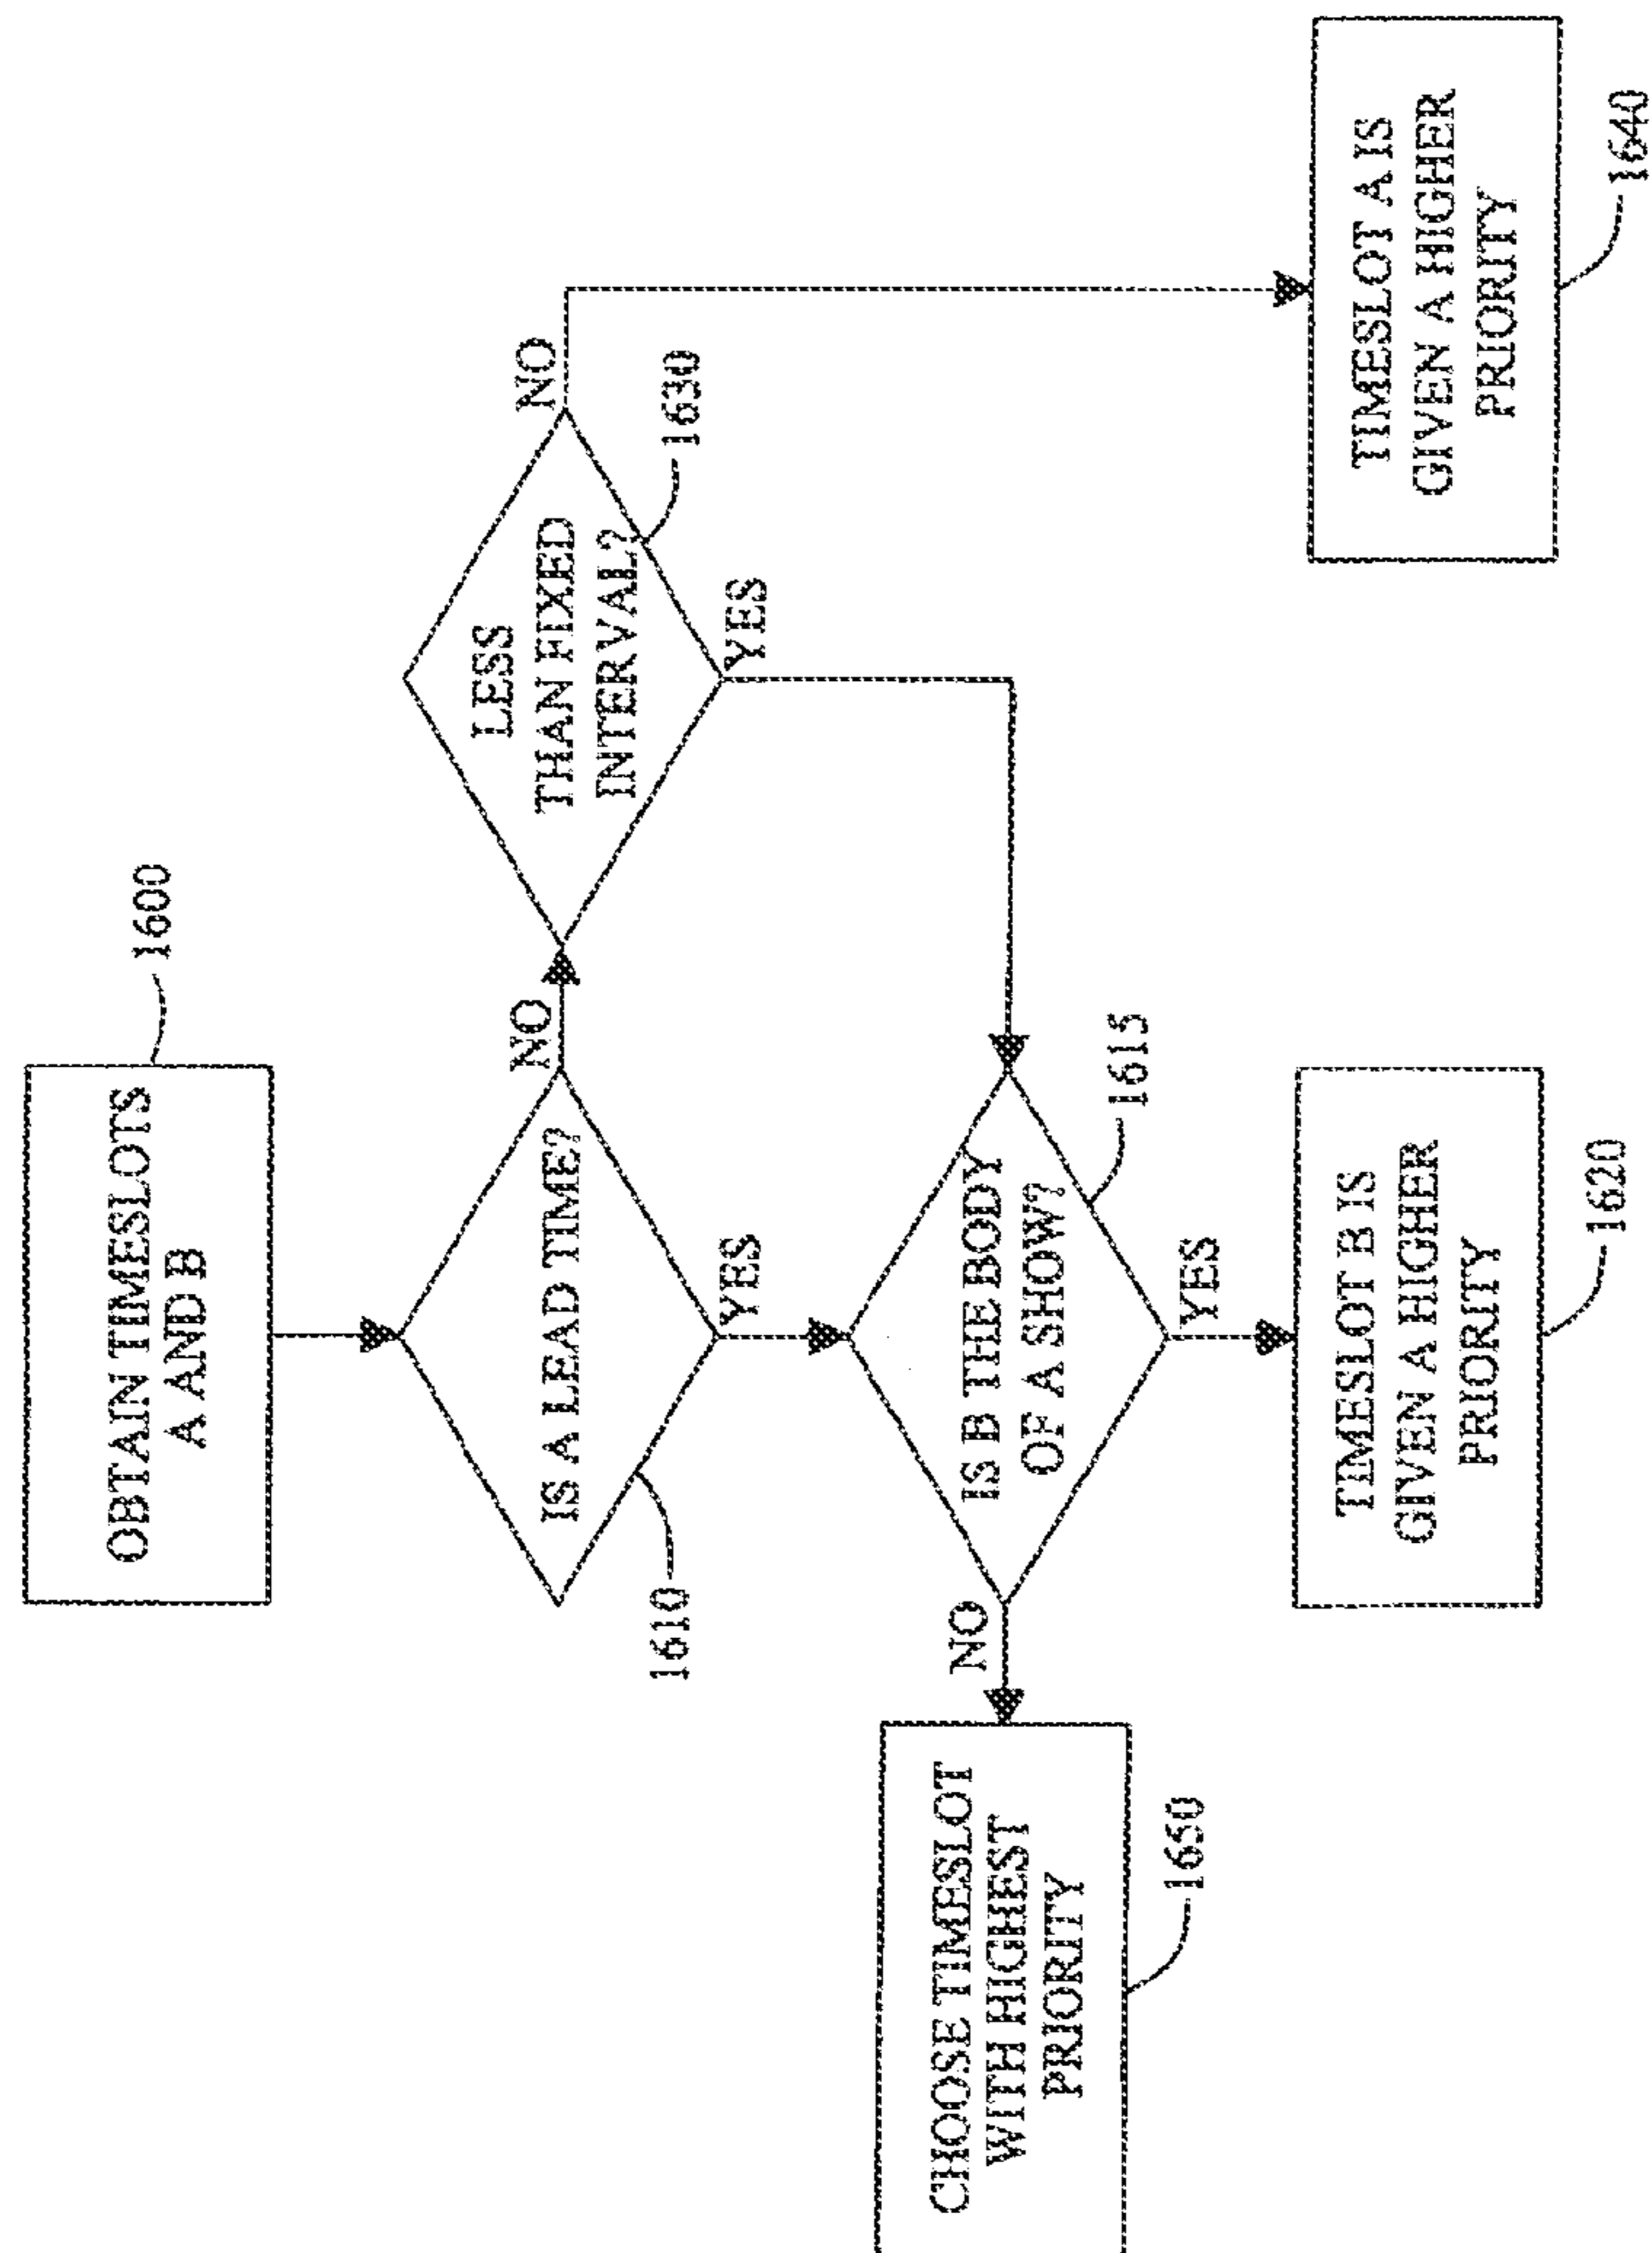 OBTAIN TIMESLOTS
A AND B
1600
IS A LEAD TIME?
1610
NO
YES
LESS
THAN FIXED
INTERVAL?
1630
NO
YES
IS B THE BODY
OF A SHOW?
1615
NO
YES
CHOOSE TIMESLOT
WITH HIGHEST
PRIORITY
1650
TIMESLOT B IS
GIVEN A HIGHER
PRIORITY
1620
TIMESLOT A IS
GIVEN A HIGHER
PRIORITY
1640